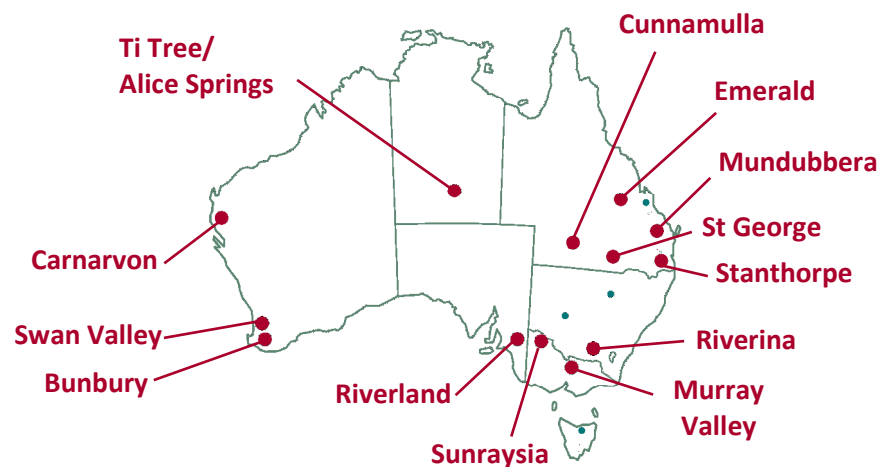 Cunnamulla
Ti Tree/
Alice Springs
Emerald
Mundubbera
St George
Carnarvon
Stanthorpe
Swan Valley
Riverina
Bunbury
Riverland
Murray
Valley
Sunraysia